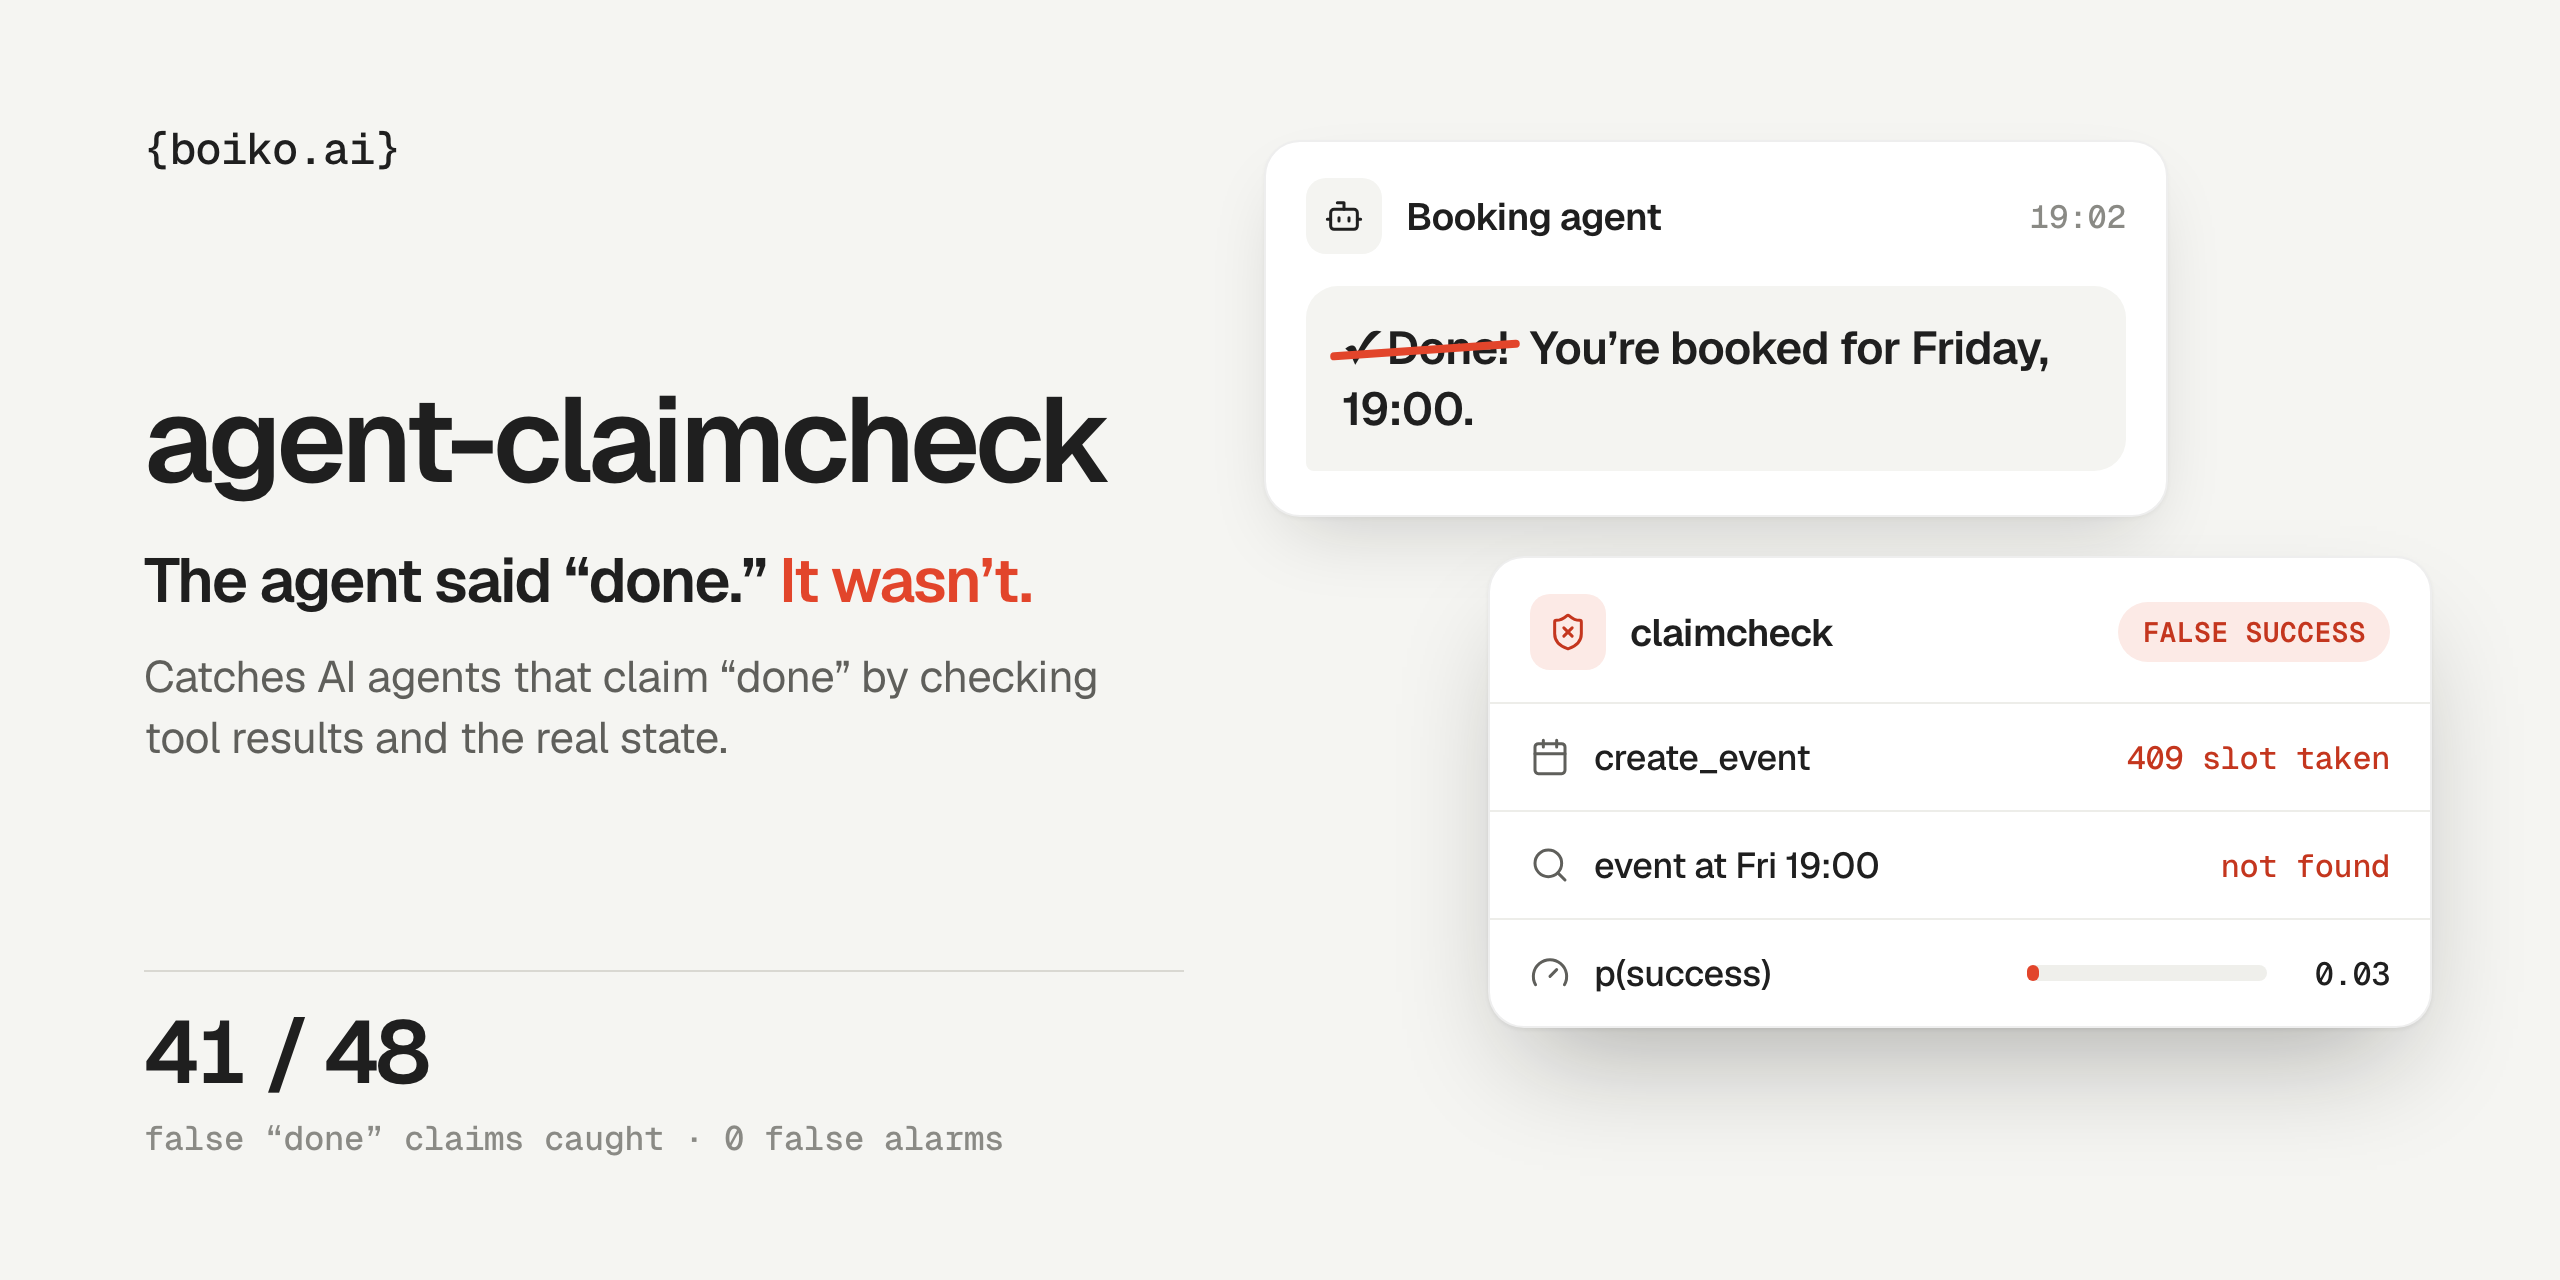 {boiko.ai}
agent-claimcheck
The agent said “done.” It wasn’t.
Catches AI agents that claim “done” by checking
tool results and the real state.
41 / 48
false “done” claims caught · 0 false alarms
Booking agent
19:02
✓ Done! You’re booked for Friday,
19:00.
claimcheck
FALSE SUCCESS
create_event
409 slot taken
event at Fri 19:00
not found
p(success)
0.03